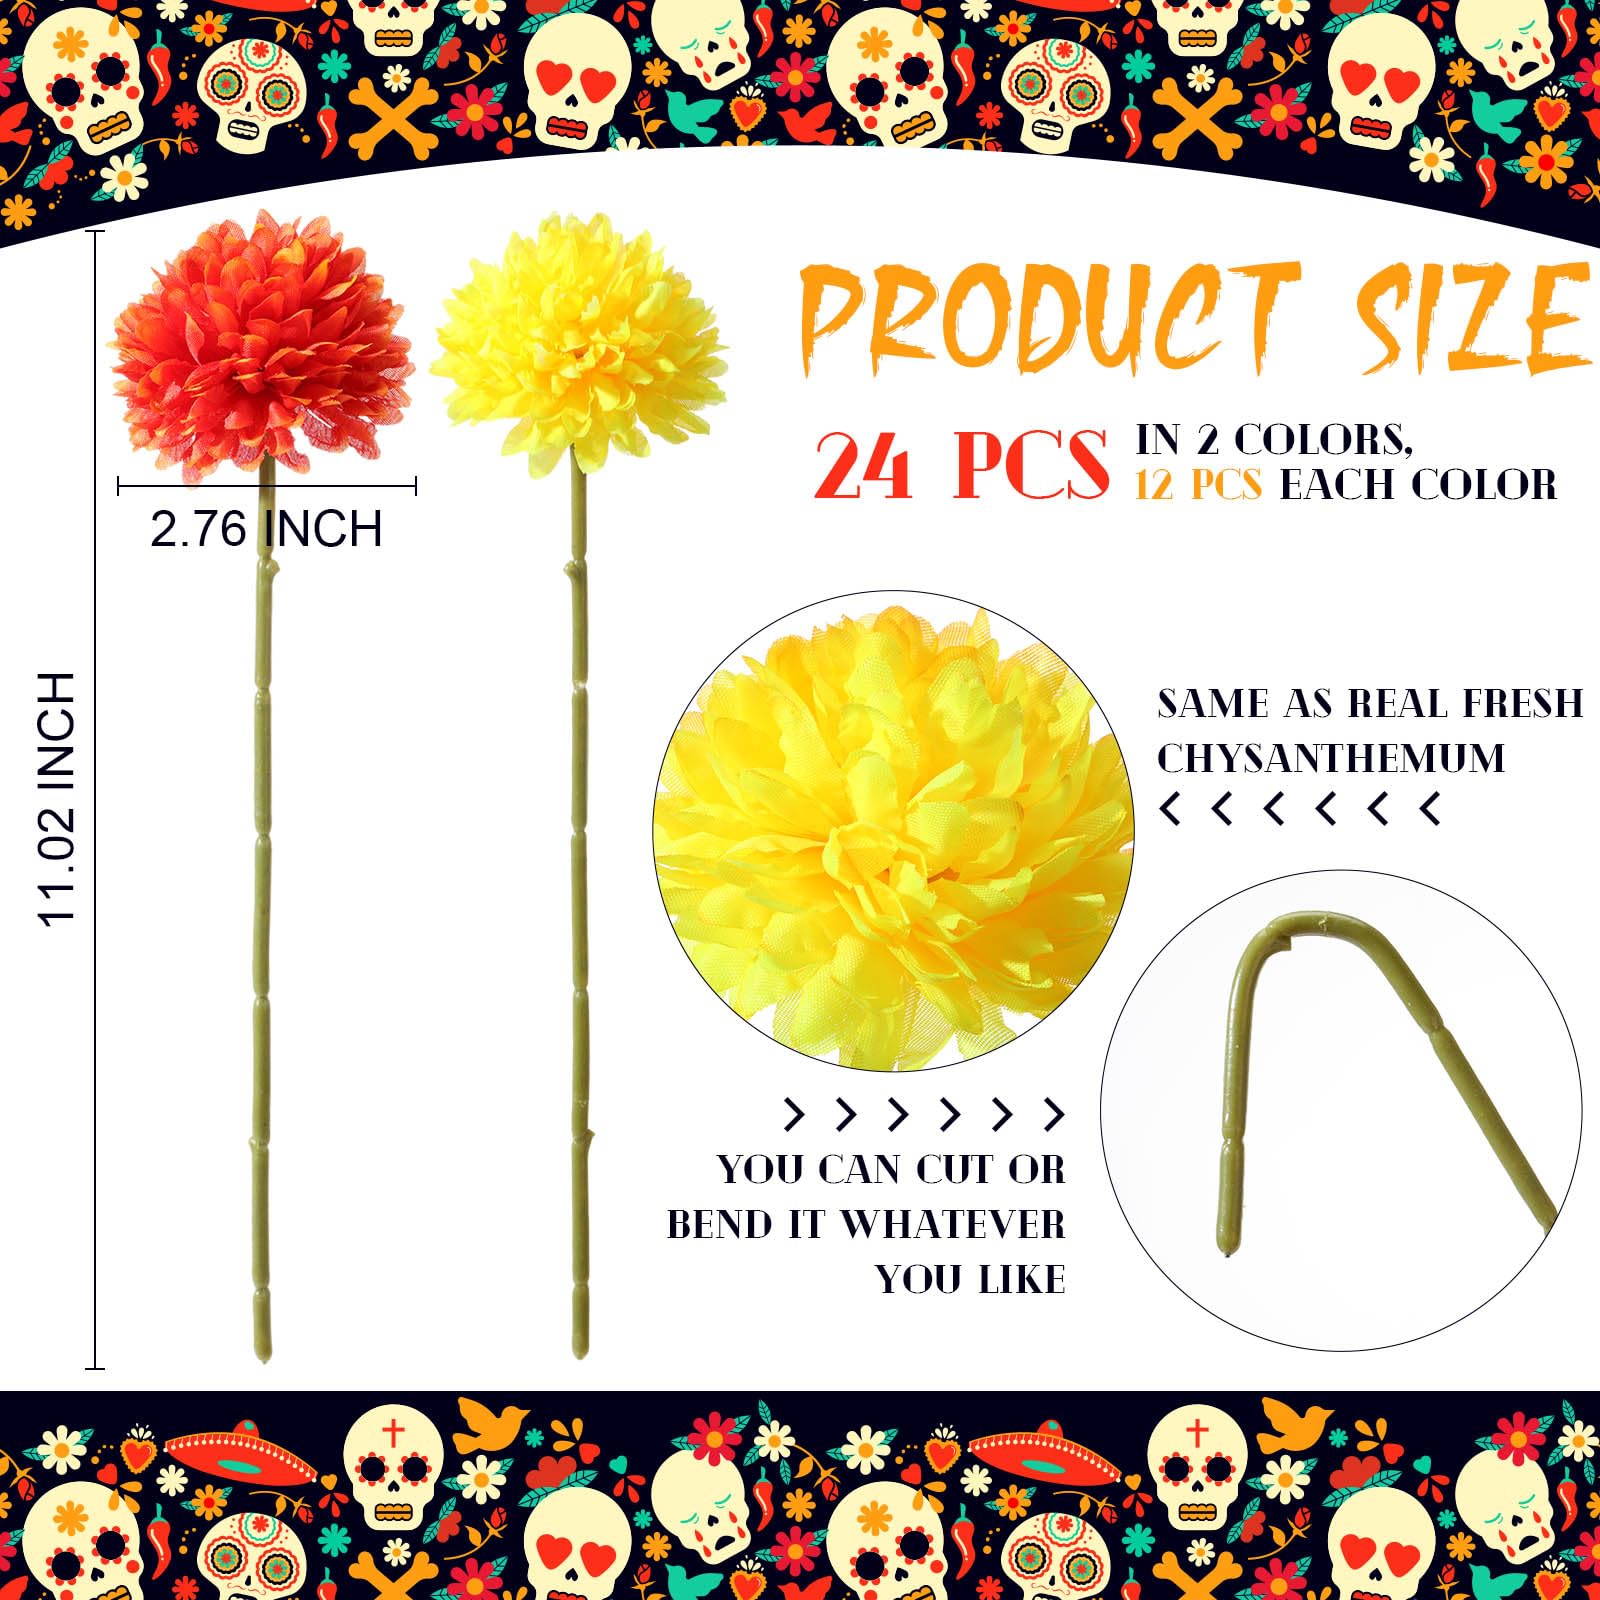 PRODUCT SIZE
24 PCS
IN 2 COLORS,
12 PCS EACH COLOR
2.76 INCH
11.02 INCH
SAME AS REAL FRESH
CHYSANTHEMUM
YOU CAN CUT OR
BEND IT WHATEVER
YOU LIKE